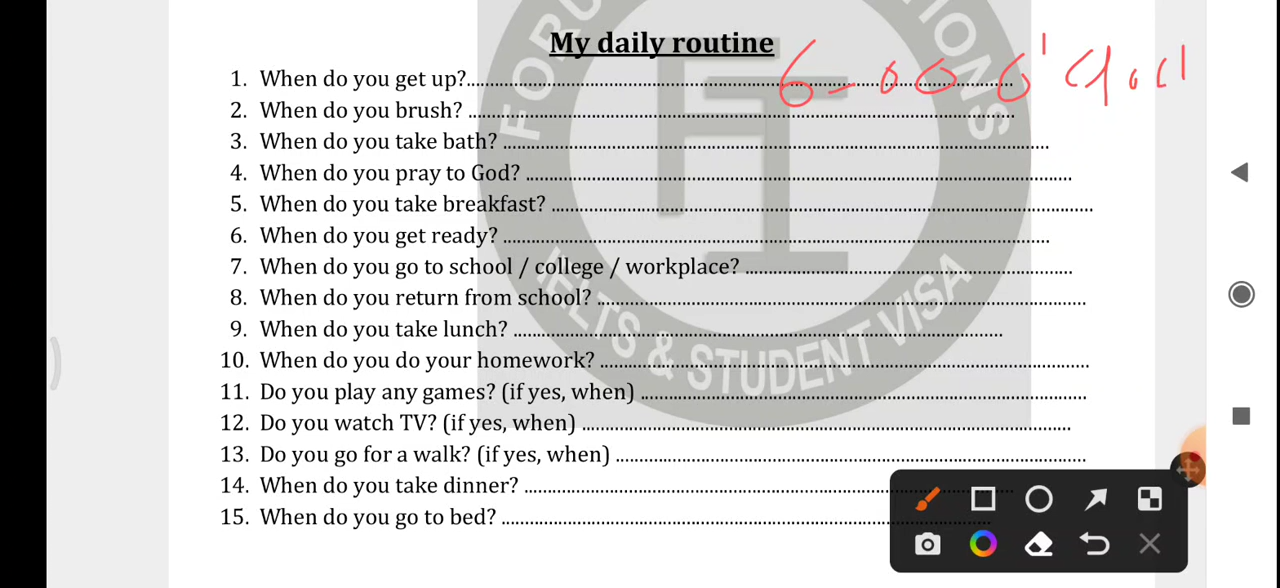 My daily routine
1. When do you get up?.......... 6-00 o'
2. When do you brush? ..........
3. When do you take bath? ..........
4. When do you pray to God? ..........
5. When do you take breakfast? ..........
6. When do you get ready? ..........
7. When do you go to school / college / workplace? ..........
8. When do you return from school? ..........
9. When do you take lunch? ..........
10. When do you do your homework? ..........
11. Do you play any games? (if yes, when) ..........
12. Do you watch TV? (if yes, when) ..........
13. Do you go for a walk? (if yes, when) ..........
14. When do you take dinner? ..........
15. When do you go to bed? ..........
IELTS & STUDENT VISA